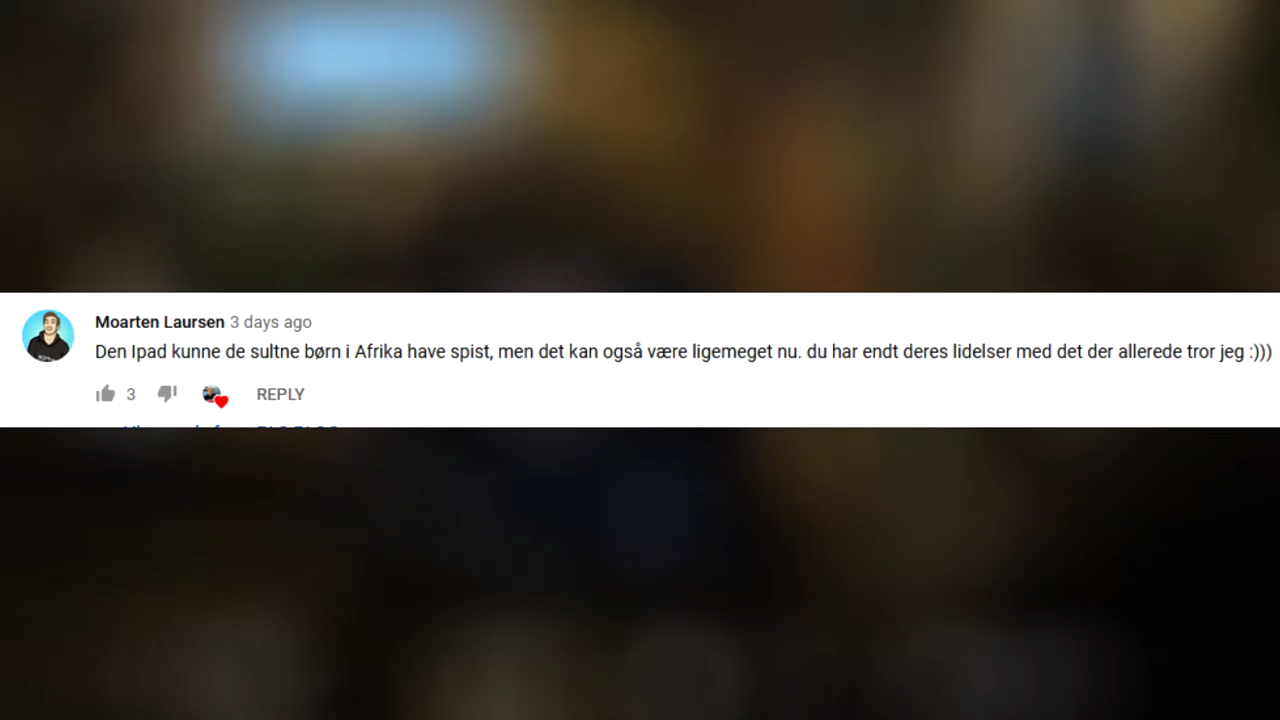 Moarten Laursen 3 days ago
Den Ipad kunne de sultne børn i Afrika have spist, men det kan også være ligemeget nu. du har endt deres lidelser med det der allerede tror jeg :)))
3 REPLY